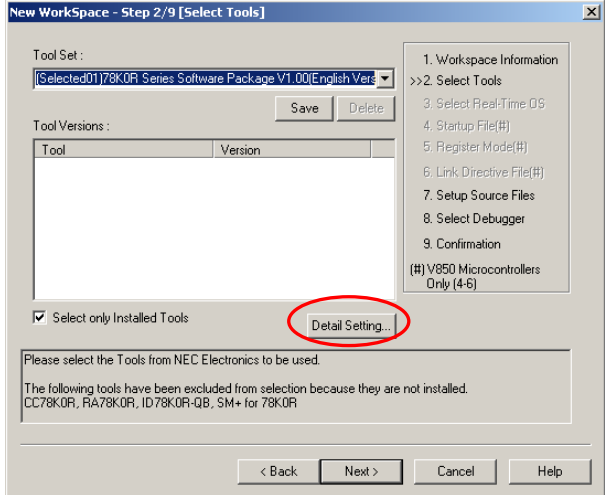 New WorkSpace - Step 2/9 [Select Tools]
Tool Set :
(Selected01)78K0R Series Software Package V1.00(English Vers
Save
Delete
Tool Versions :
Tool
Version
Select only Installed Tools
Detail Setting...
1. Workspace Information
>>2. Select Tools
3. Select Real-Time OS
4. Startup File(#)
5. Register Mode(#)
6. Link Directive File(#)
7. Setup Source Files
8. Select Debugger
9. Confirmation
(#) V850 Microcontrollers
Only (4-6)
Please select the Tools from NEC Electronics to be used.
The following tools have been excluded from selection because they are not installed.
CC78K0R, RA78K0R, ID78K0R-QB, SM+ for 78K0R
< Back
Next >
Cancel
Help